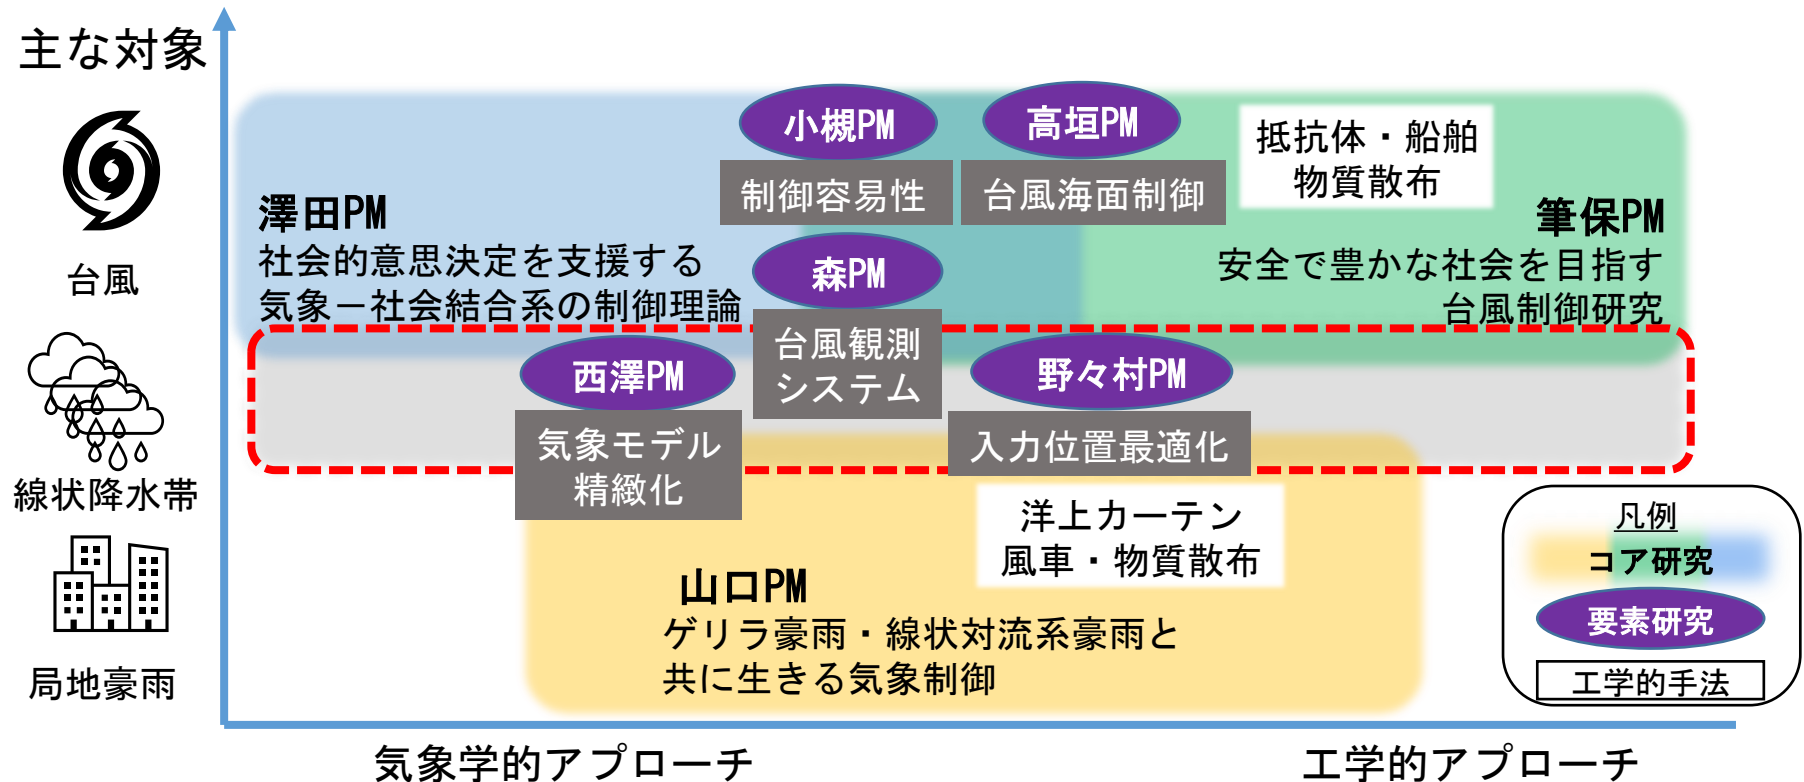 主な対象
台風
線状降水帯
局地豪雨
小槻PM
制御容易性
高垣PM
台風海面制御
抵抗体・船舶
物質散布
澤田PM
社会的意思決定を支援する
気象－社会結合系の制御理論
森PM
台風観測
システム
筆保PM
安全で豊かな社会を目指す
台風制御研究
西澤PM
気象モデル
精緻化
野々村PM
入力位置最適化
洋上カーテン
風車・物質散布
山口PM
ゲリラ豪雨・線状対流系豪雨と
共に生きる気象制御
凡例
コア研究
要素研究
工学的手法
気象学的アプローチ
工学的アプローチ